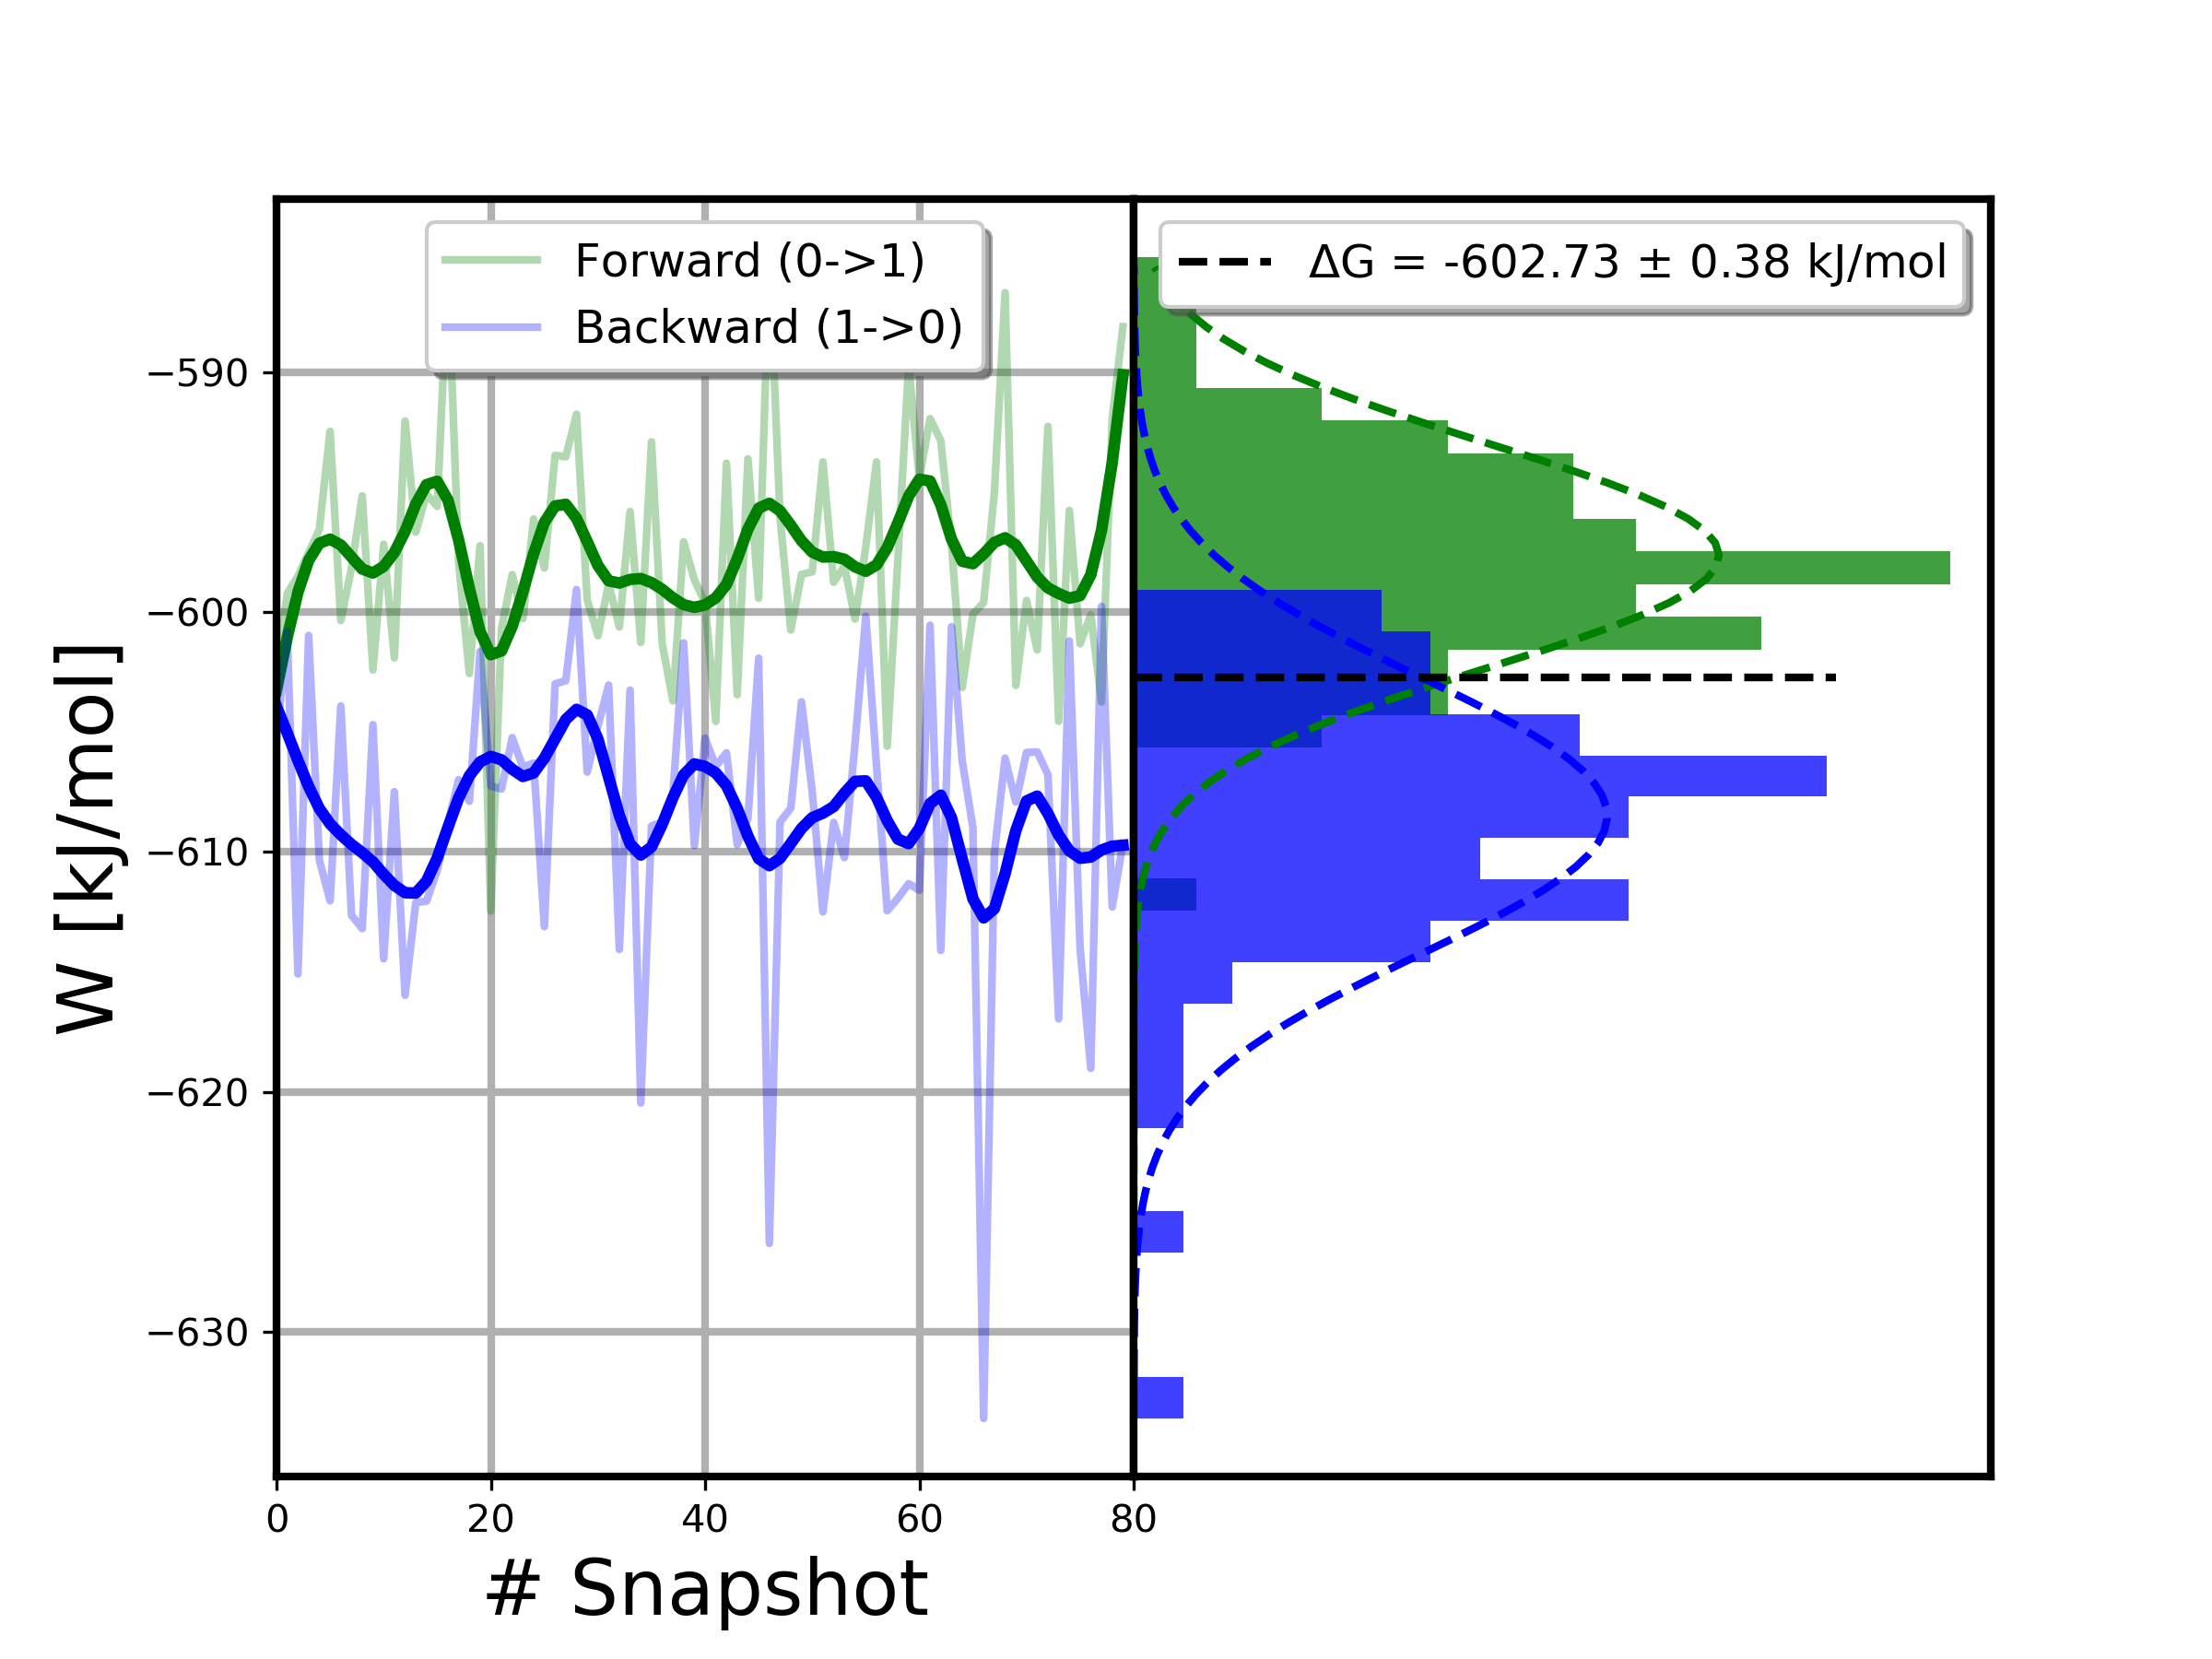 Forward (0->1)
Backward (1->0)
ΔG = -602.73 ± 0.38 kJ/mol
−590
−600
−610
−620
−630
W [kJ/mol]
0 20 40 60 80
# Snapshot